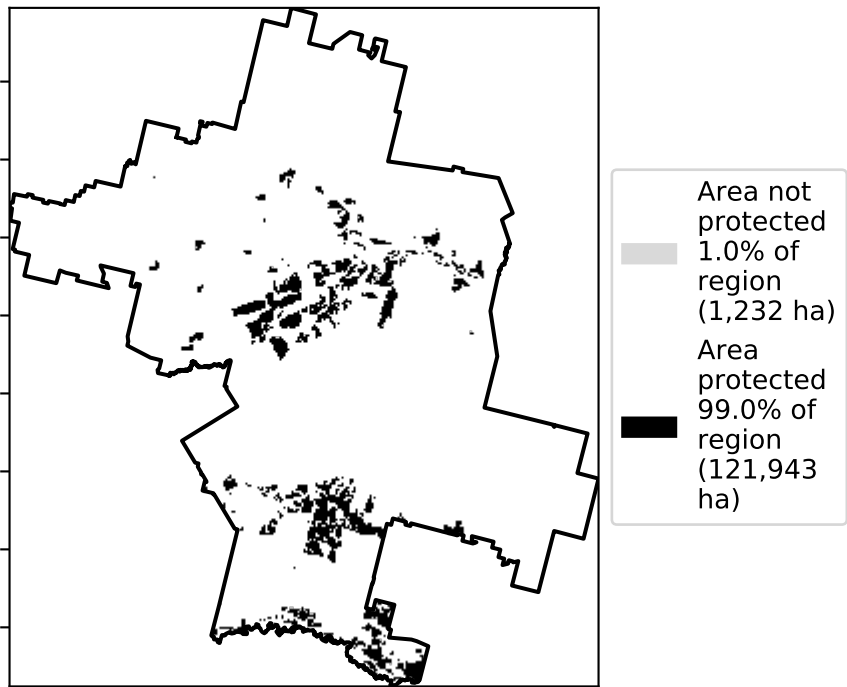 Area not
protected
1.0% of
region
(1,232 ha)
Area
protected
99.0% of
region
(121,943
ha)